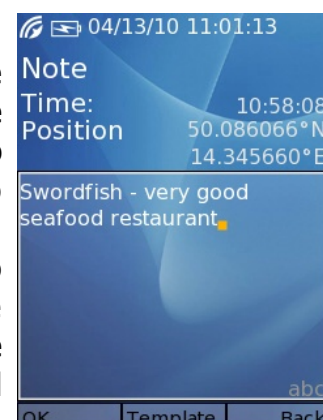 04/13/10 11:01:13
Note
Time: 10:58:08
Position 50.086066°N
14.345660°E
Swordfish - very good
seafood restaurant
abc
OK Template Back